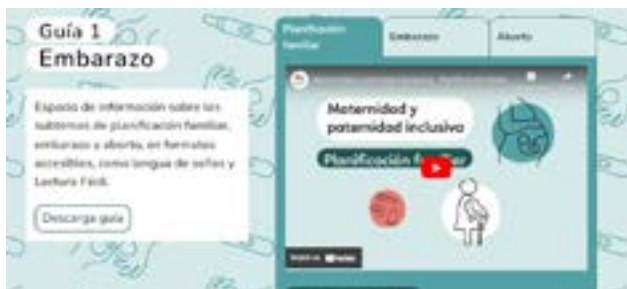 Guía 1
Embarazo
Espacio de información sobre los
subtemas de planificación familiar,
embarazo y aborto, en formatos
accesibles, como lengua de señas y
Lectura Fácil.
Descarga guía
Planificación
familiar
Embarazo
Aborto
Maternidad y
paternidad inclusiva
Planificación familiar